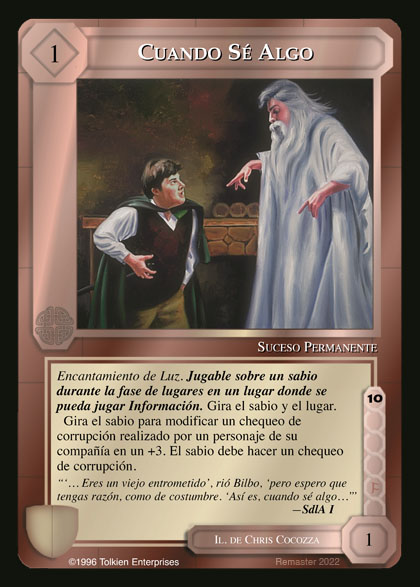 1
Cuando Sé Algo
Suceso Permanente
Encantamiento de Luz. Jugable sobre un sabio
durante la fase de lugares en un lugar donde se
pueda jugar Información. Gira el sabio y el lugar.
Gira el sabio para modificar un chequeo de
corrupción realizado por un personaje de su
compañía en un +3. El sabio debe hacer un chequeo
de corrupción.
“‘… Eres un viejo entrometido’, rió Bilbo, ‘pero espero que
tengas razón, como de costumbre. ‘Así es, cuando sé algo…’”
—SdlA I
10
F
Il. de Chris Cocozza
1
©1996 Tolkien Enterprises
Remaster 2022